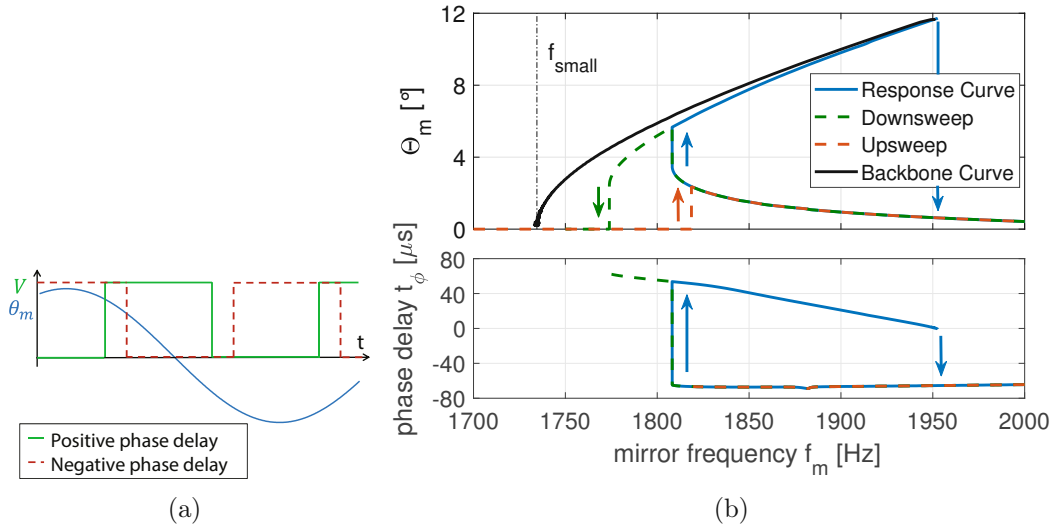 V
θm
t
Positive phase delay
Negative phase delay
(a)
12
8
4
0
Θm [°]
fsmall
Response Curve
Downsweep
Upsweep
Backbone Curve
80
40
0
-40
-80
phase delay tϕ [μs]
1700 1750 1800 1850 1900 1950 2000
mirror frequency fm [Hz]
(b)